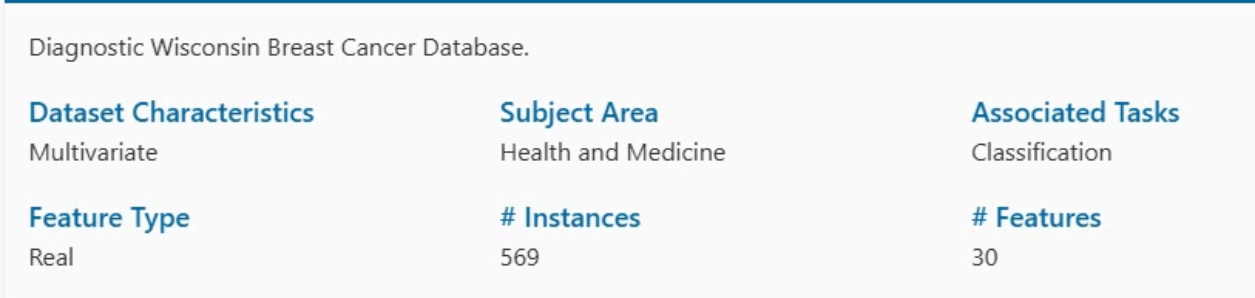 Diagnostic Wisconsin Breast Cancer Database.
Dataset Characteristics Subject Area Associated Tasks
Multivariate Health and Medicine Classification
Feature Type # Instances # Features
Real 569 30